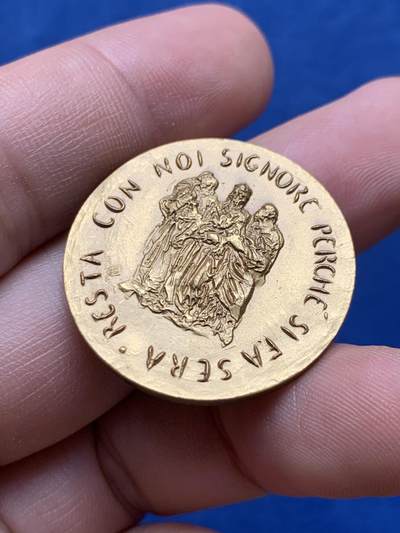 RESTA CON NOI SIGNORE PERCHÉ SI FA SERA